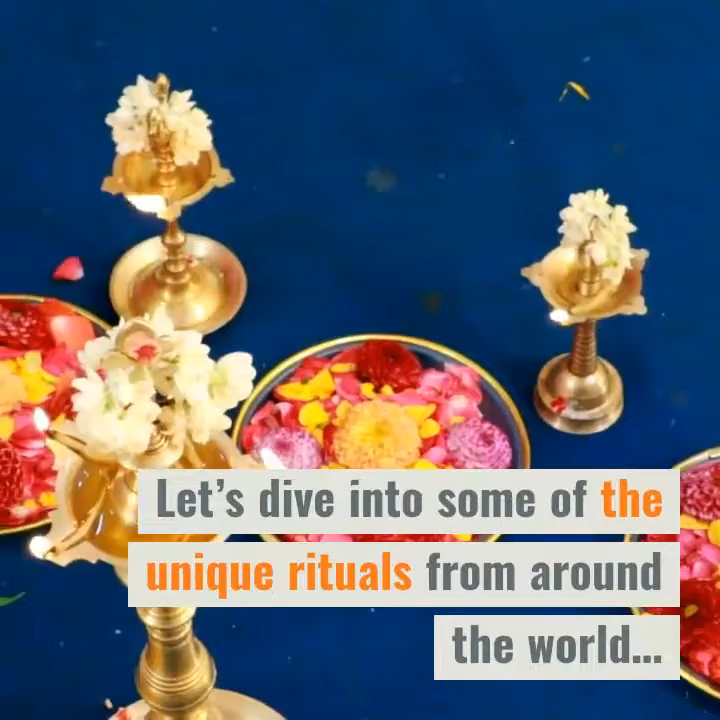 Let’s dive into some of the
unique rituals from around
the world...